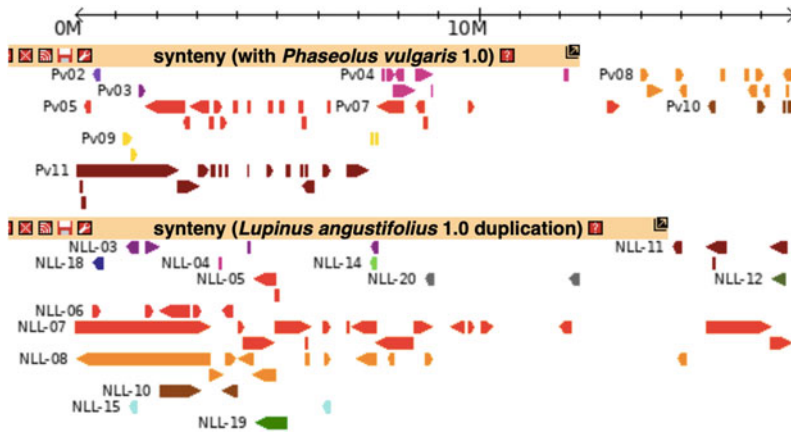 0M 10M
synteny (with Phaseolus vulgaris 1.0) ?
Pv02 Pv04 Pv08
Pv03
Pv05 Pv07 Pv10
Pv09
Pv11
synteny (Lupinus angustifolius 1.0 duplication) ?
NLL-03 NLL-11
NLL-18 NLL-04 NLL-14
NLL-05 NLL-20 NLL-12
NLL-06
NLL-07
NLL-08
NLL-10
NLL-15
NLL-19